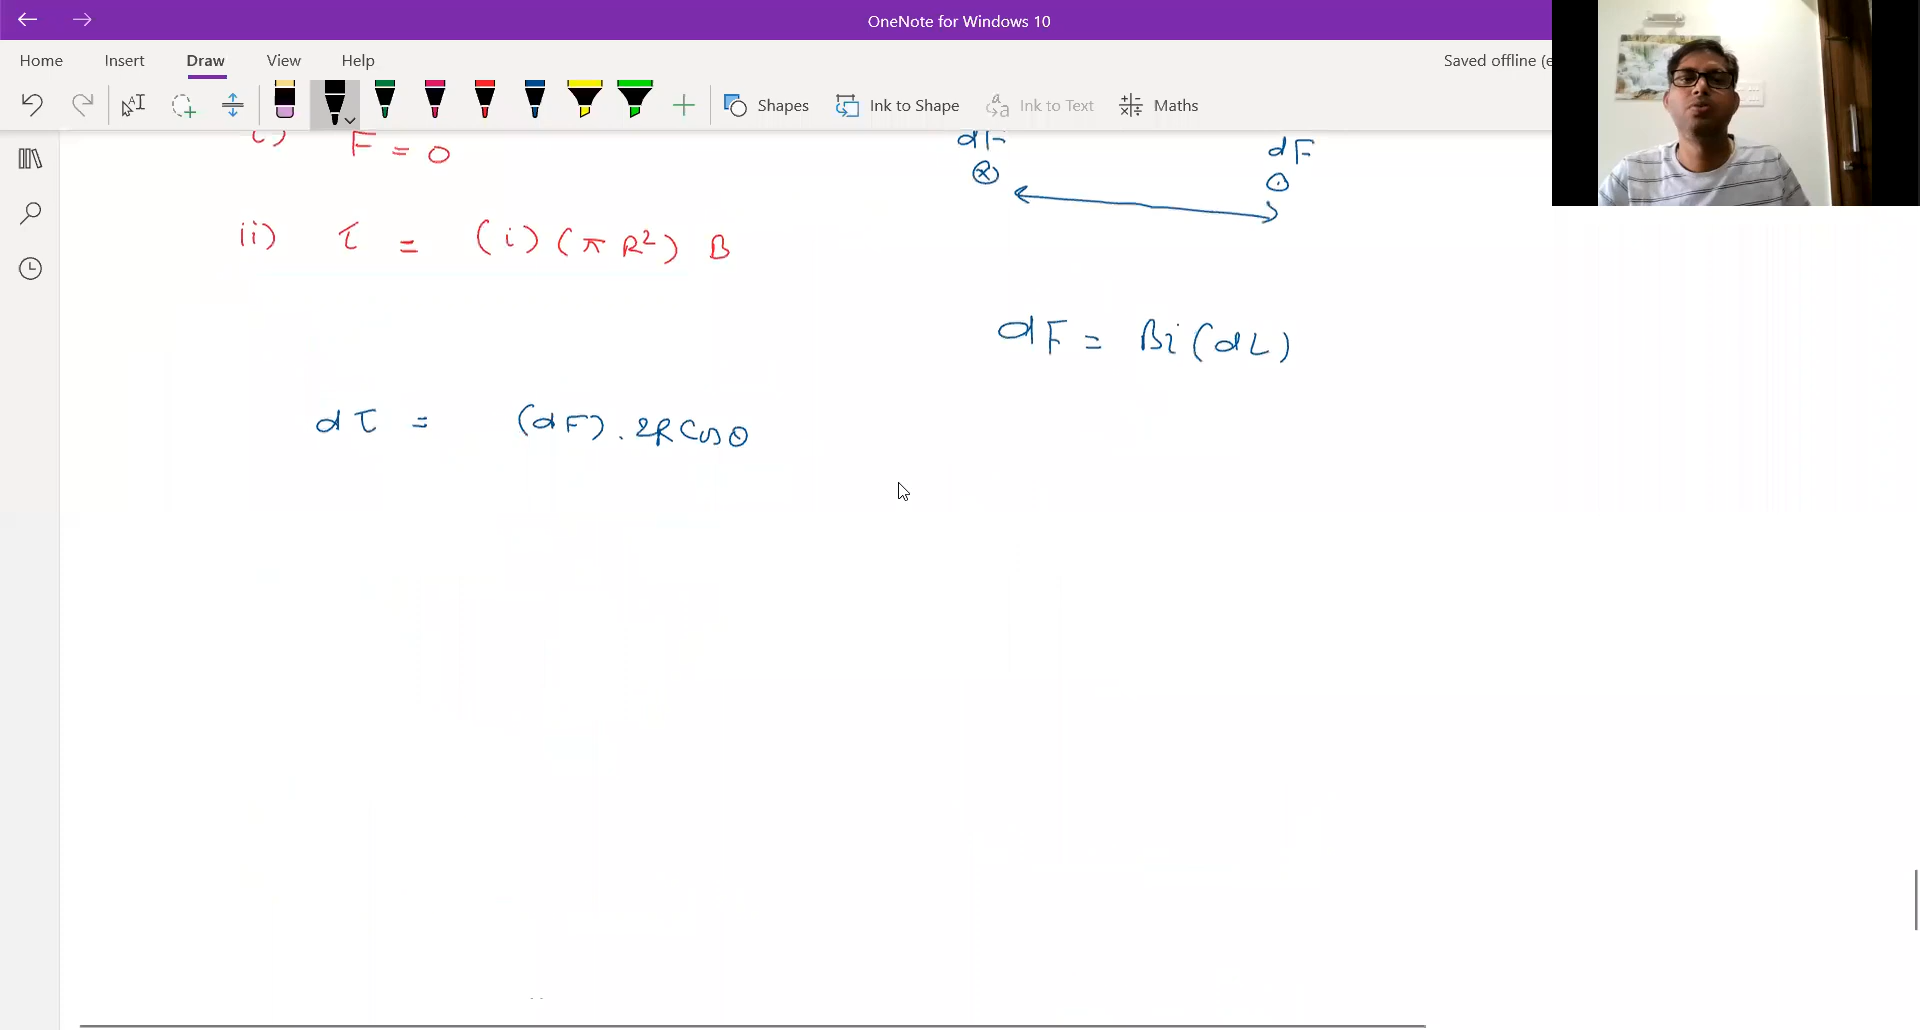 OneNote for Windows 10
Home Insert Draw View Help
Saved offline (e
Shapes Ink to Shape Ink to Text Maths
i) F = 0
dF dF
ii) τ = (i) (π R²) B
dF = Bi (dL)
dτ = (dF) . 2R Cos θ